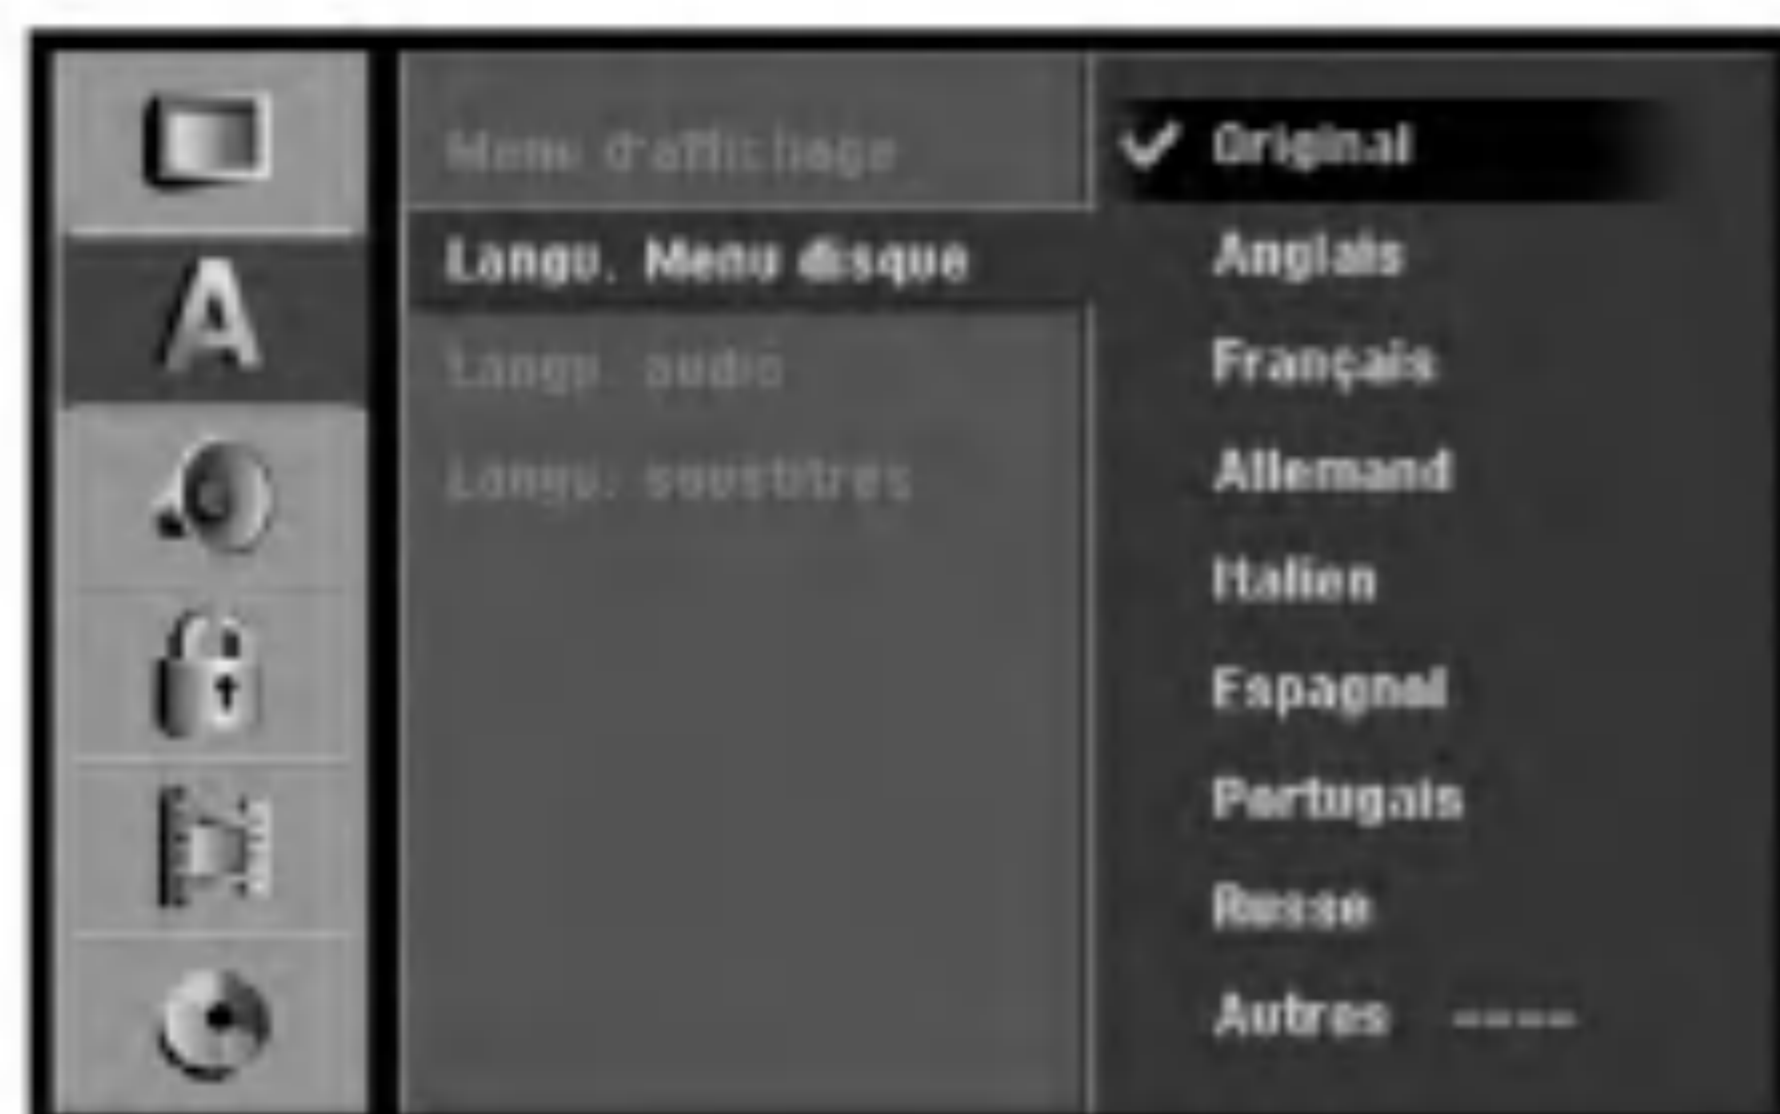 Menu d'affichage
Langu. Menu disque
Langu. audio
Langu. soustitres
Original
Anglais
Français
Allemand
Italien
Espagnol
Portugais
Russe
Autres ----